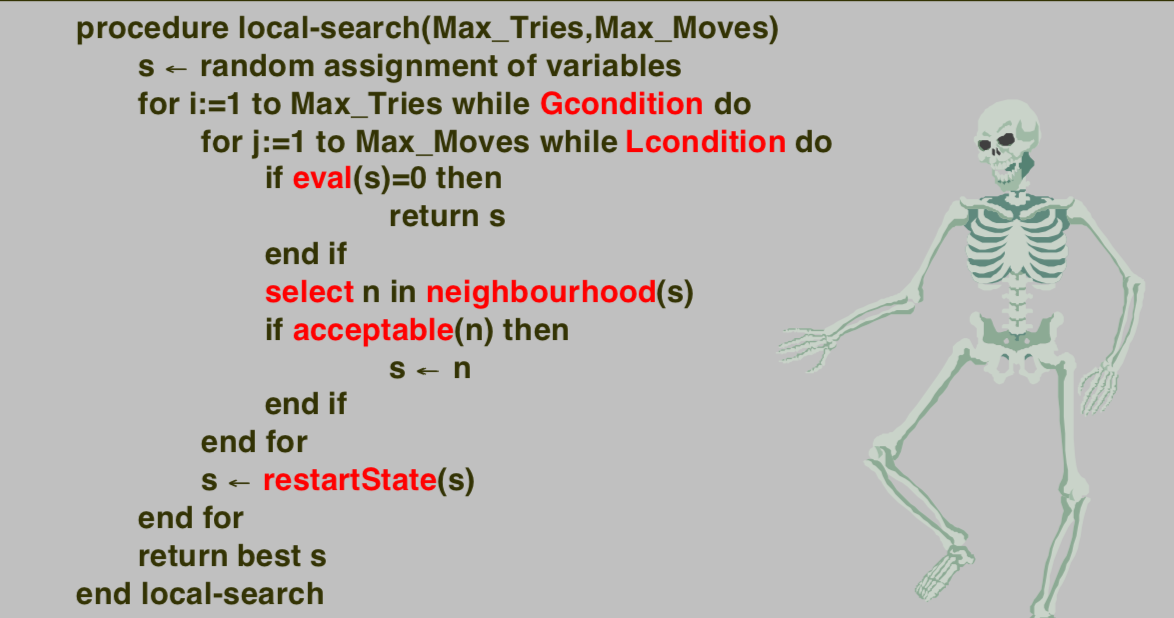 procedure local-search(Max_Tries,Max_Moves)
s ← random assignment of variables
for i:=1 to Max_Tries while Gcondition do
for j:=1 to Max_Moves while Lcondition do
if eval(s)=0 then
return s
end if
select n in neighbourhood(s)
if acceptable(n) then
s ← n
end if
end for
s ← restartState(s)
end for
return best s
end local-search